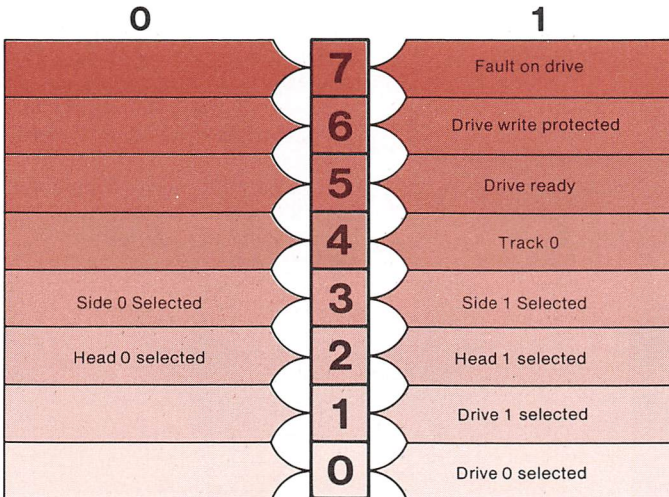 0 1
7 Fault on drive
6 Drive write protected
5 Drive ready
4 Track 0
Side 0 Selected 3 Side 1 Selected
Head 0 selected 2 Head 1 selected
1 Drive 1 selected
0 Drive 0 selected